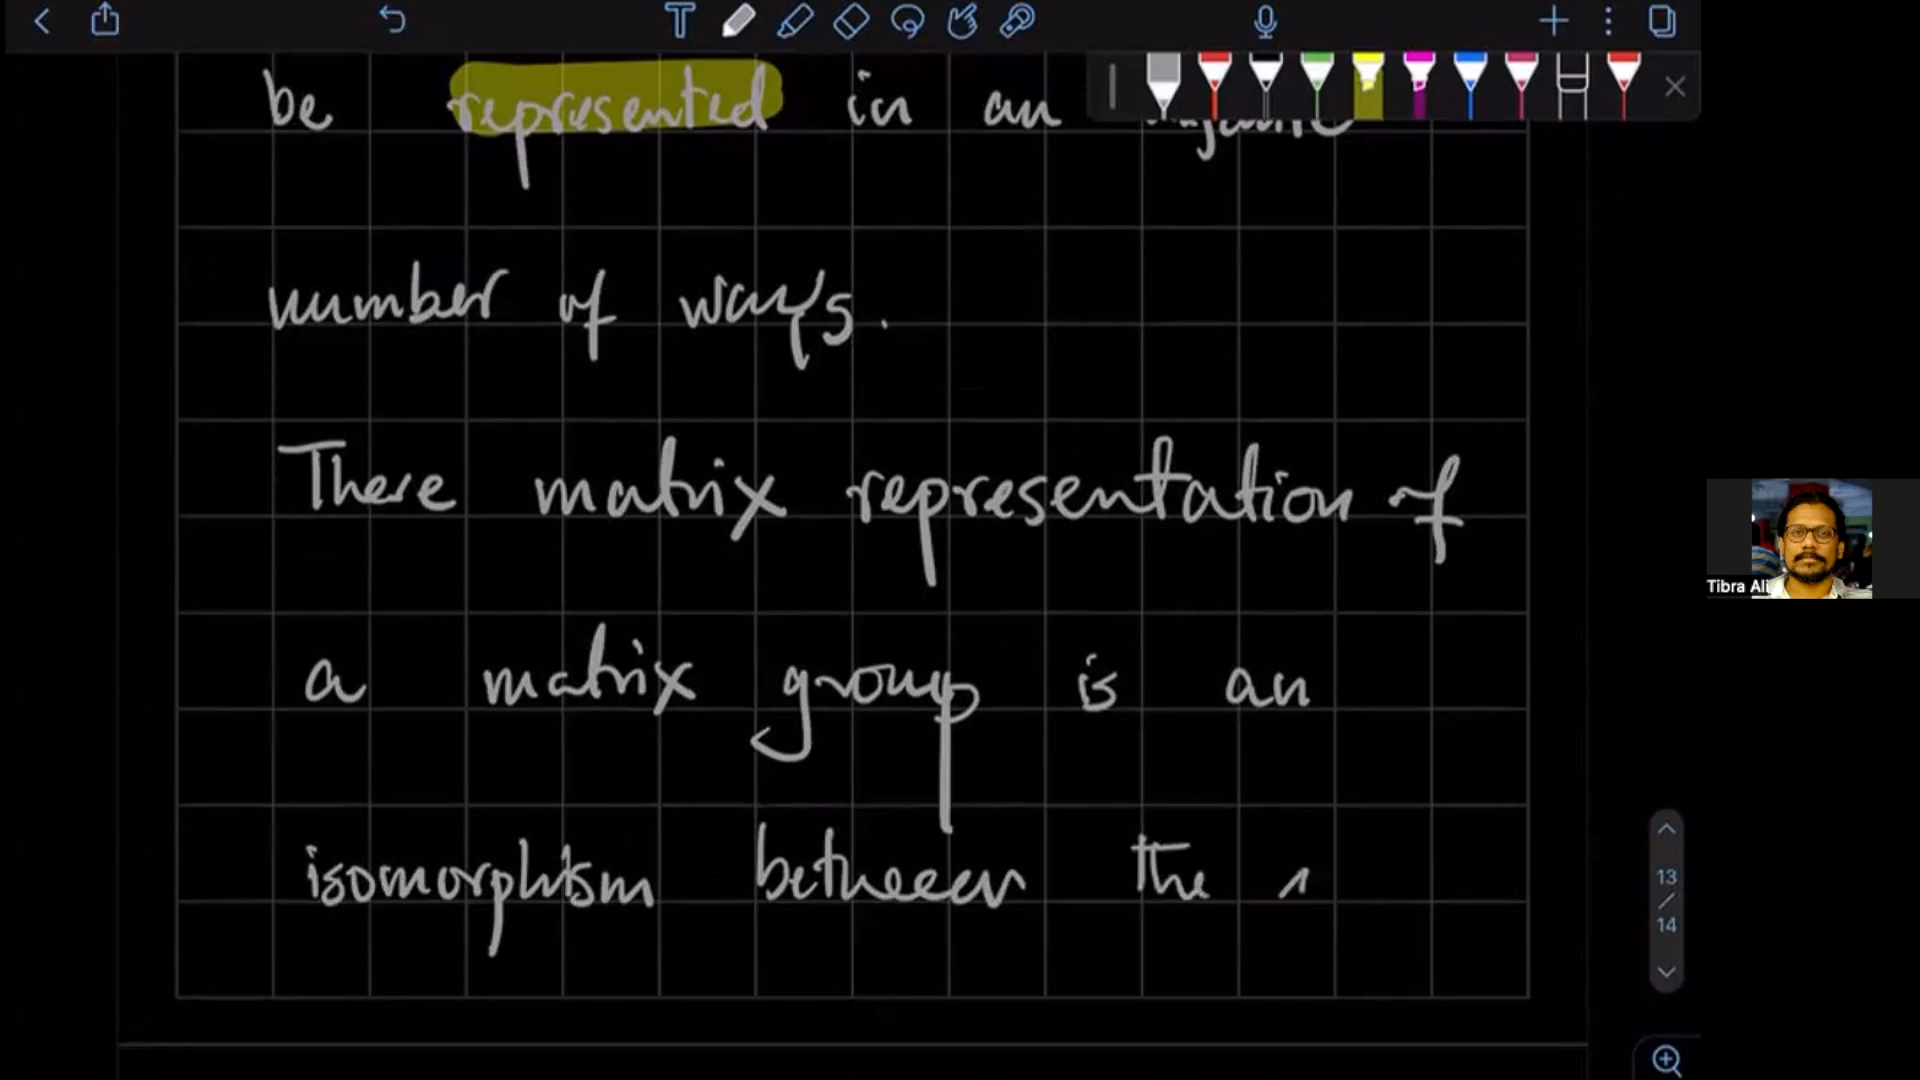 be represented in an
number of ways.
There matrix representation of
a matrix group is an
isomorphism between the
13
/
14
Tibra Ali